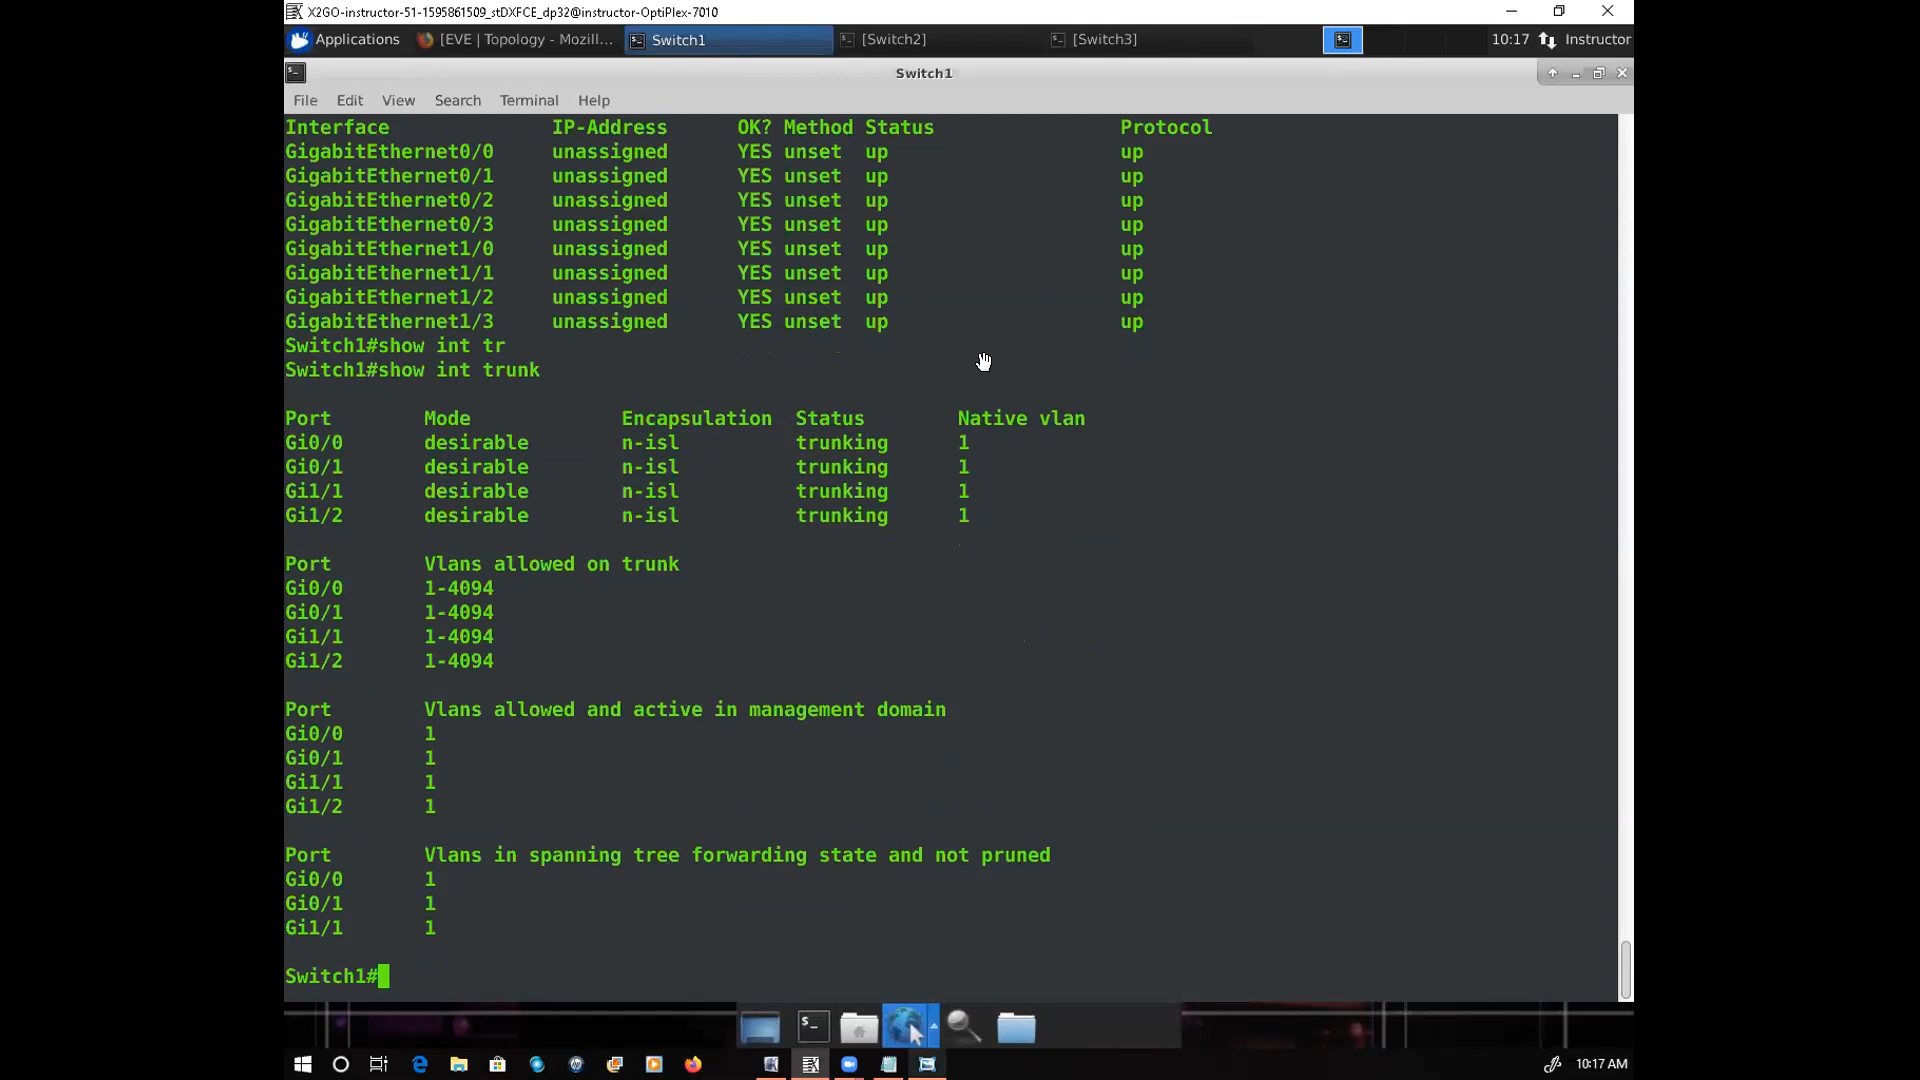 X2GO-instructor-51-1595861509_stDXFCE_dp32@instructor-OptiPlex-7010
Applications [EVE | Topology - Mozill... Switch1 [Switch2] [Switch3] 10:17 Instructor
Switch1
File Edit View Search Terminal Help
Interface IP-Address OK? Method Status Protocol
GigabitEthernet0/0 unassigned YES unset up up
GigabitEthernet0/1 unassigned YES unset up up
GigabitEthernet0/2 unassigned YES unset up up
GigabitEthernet0/3 unassigned YES unset up up
GigabitEthernet1/0 unassigned YES unset up up
GigabitEthernet1/1 unassigned YES unset up up
GigabitEthernet1/2 unassigned YES unset up up
GigabitEthernet1/3 unassigned YES unset up up
Switch1#show int tr
Switch1#show int trunk
Port Mode Encapsulation Status Native vlan
Gi0/0 desirable n-isl trunking 1
Gi0/1 desirable n-isl trunking 1
Gi1/1 desirable n-isl trunking 1
Gi1/2 desirable n-isl trunking 1
Port Vlans allowed on trunk
Gi0/0 1-4094
Gi0/1 1-4094
Gi1/1 1-4094
Gi1/2 1-4094
Port Vlans allowed and active in management domain
Gi0/0 1
Gi0/1 1
Gi1/1 1
Gi1/2 1
Port Vlans in spanning tree forwarding state and not pruned
Gi0/0 1
Gi0/1 1
Gi1/1 1
Switch1#
10:17 AM